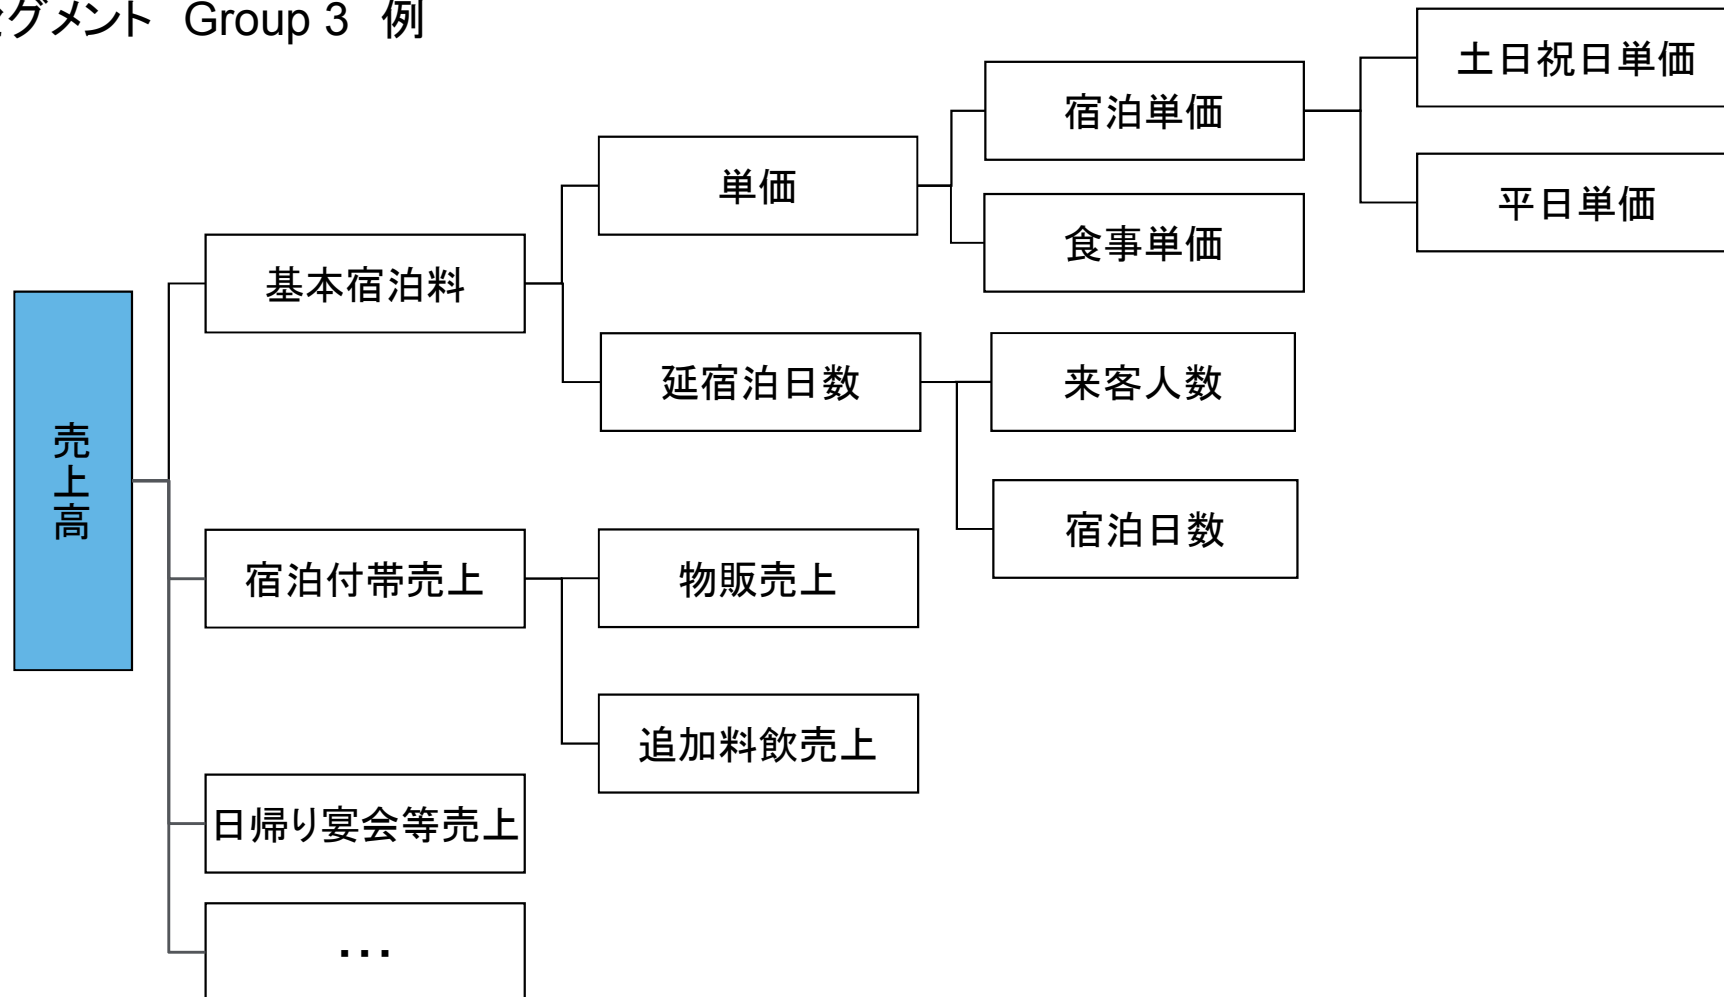 グメント Group 3 例
売上高
基本宿泊料
単価
宿泊単価
土日祝日単価
平日単価
食事単価
延宿泊日数
来客人数
宿泊日数
宿泊付帯売上
物販売上
追加料飲売上
日帰り宴会等売上
・・・